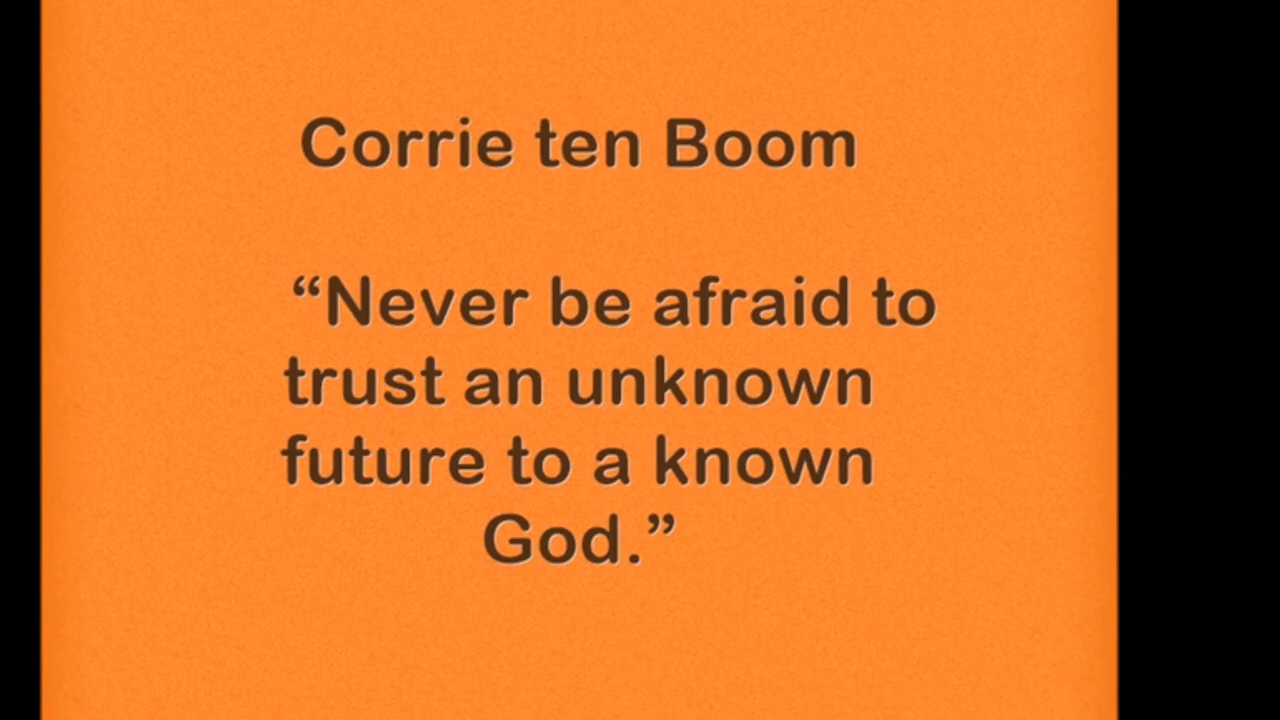 Corrie ten Boom
“Never be afraid to
trust an unknown
future to a known
God.”